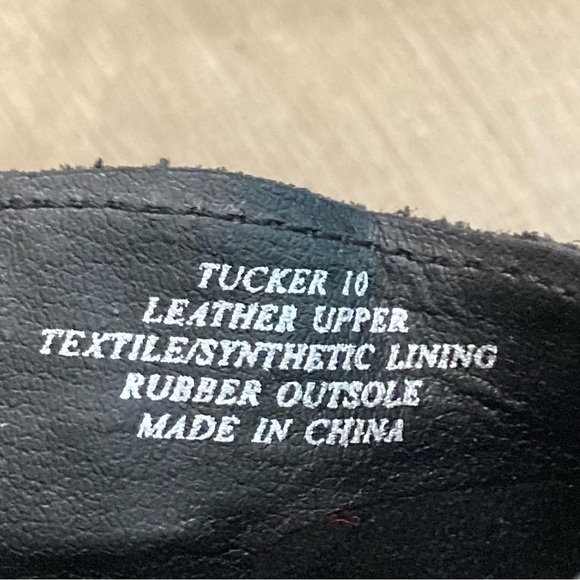 TUCKER 10
LEATHER UPPER
TEXTILE/SYNTHETIC LINING
RUBBER OUTSOLE
MADE IN CHINA